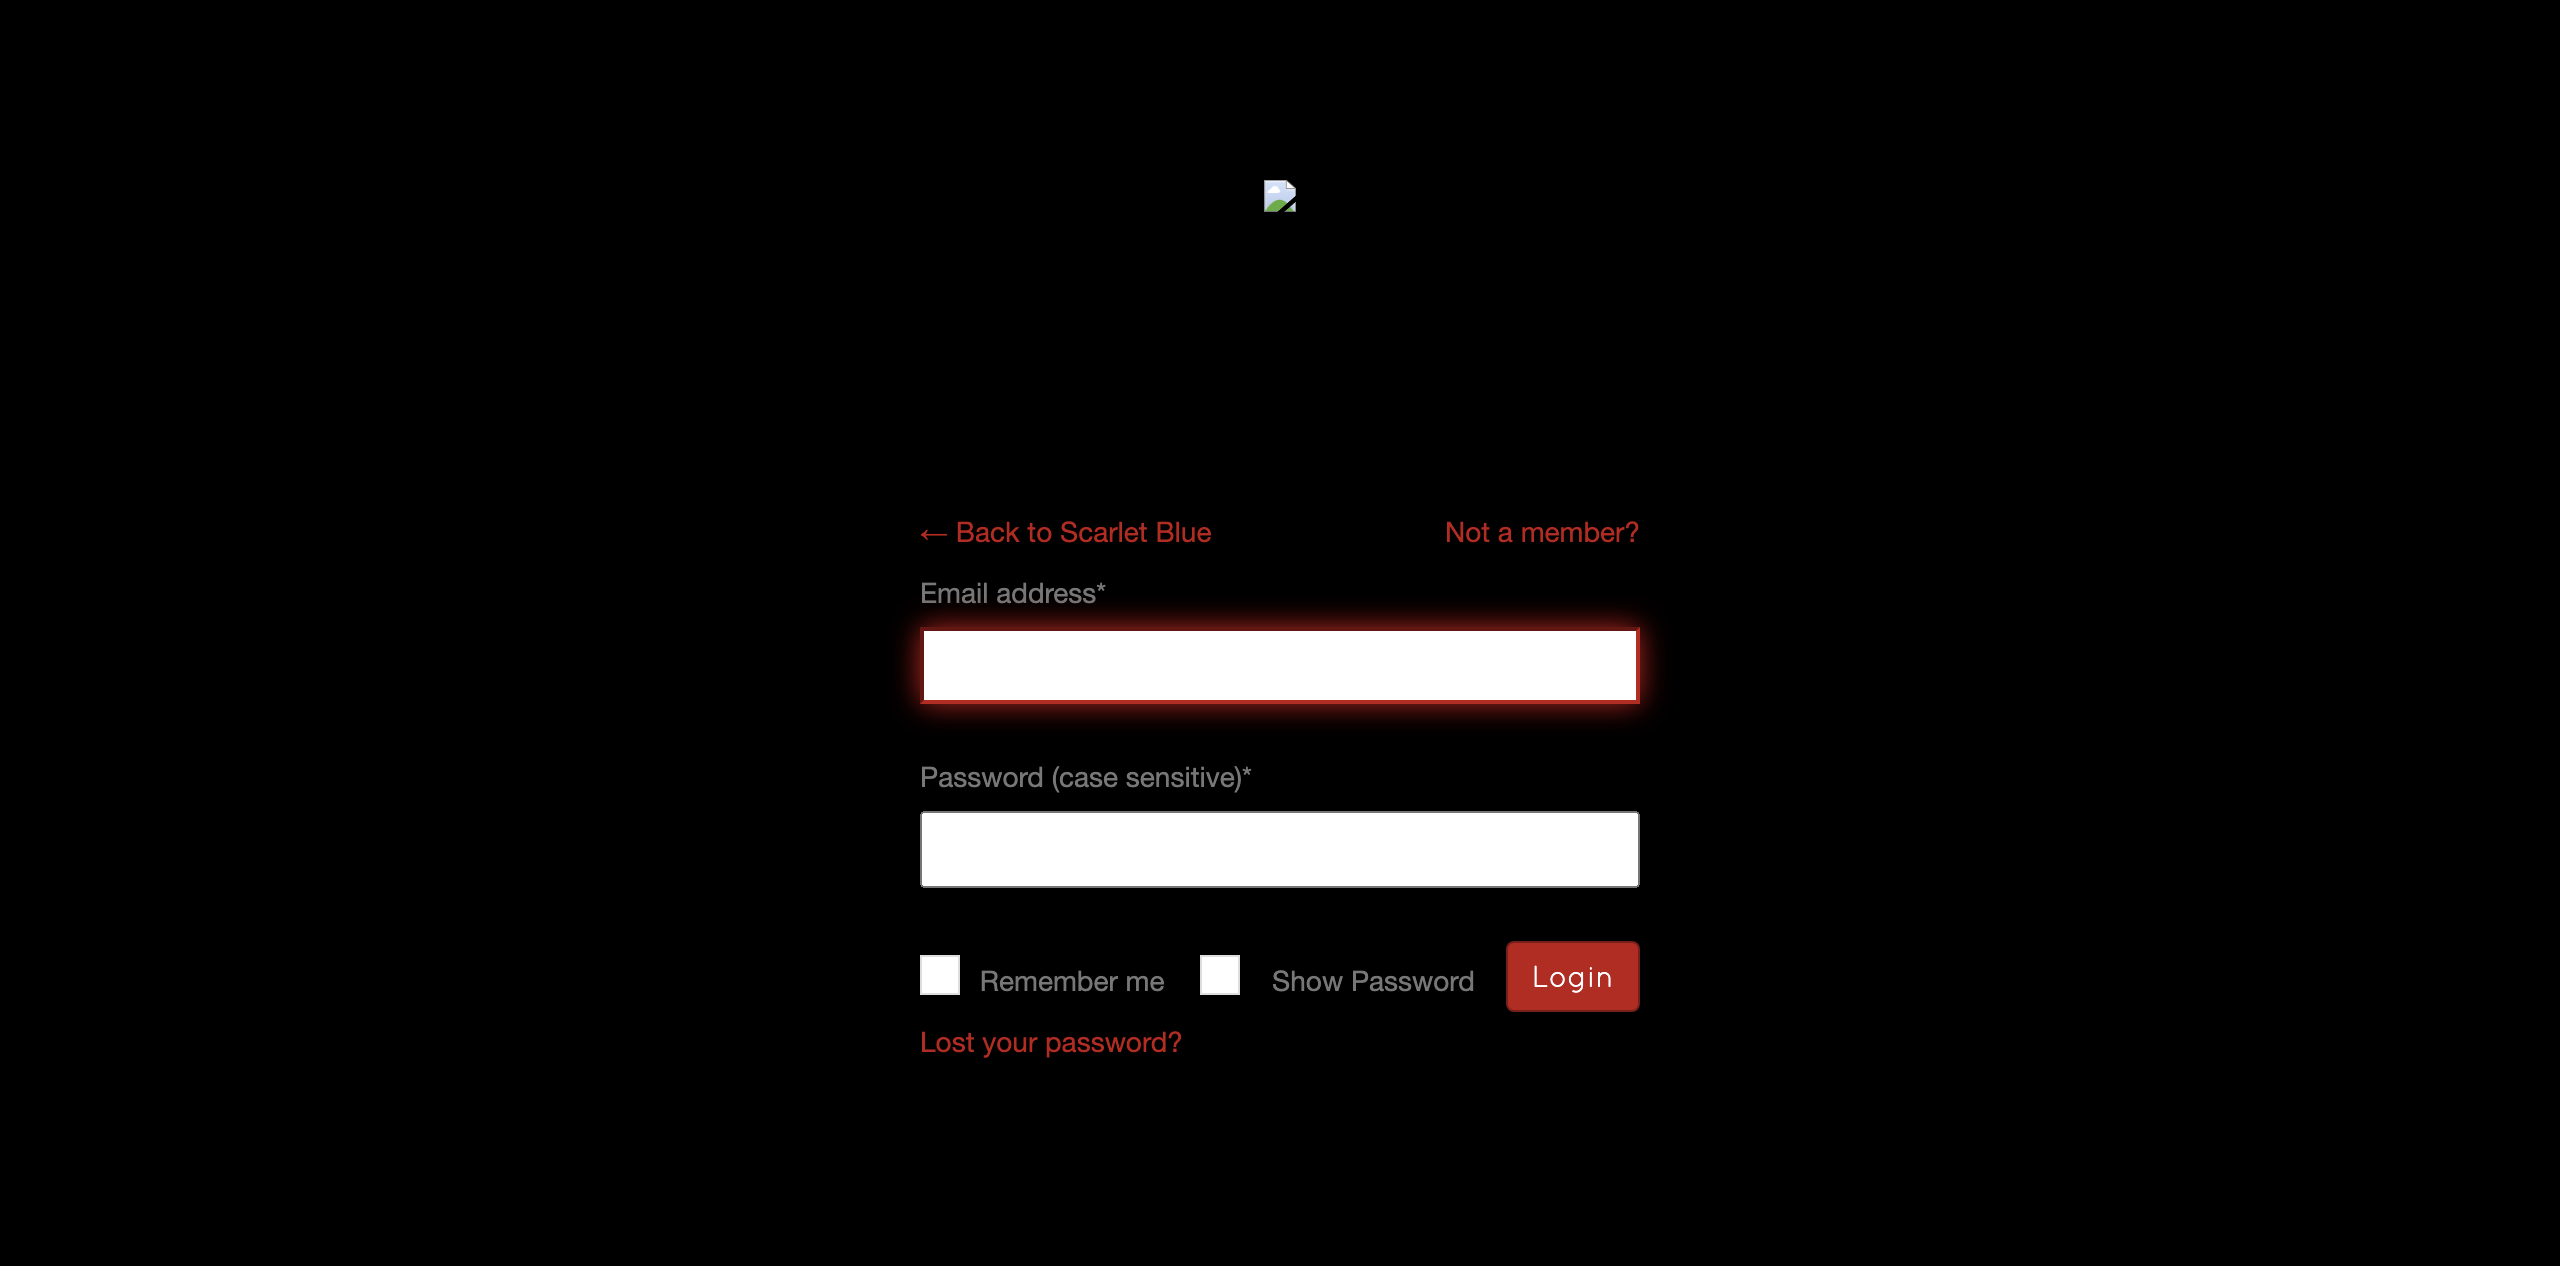 ← Back to Scarlet Blue
Not a member?
Email address*
Password (case sensitive)*
Remember me
Show Password
Login
Lost your password?